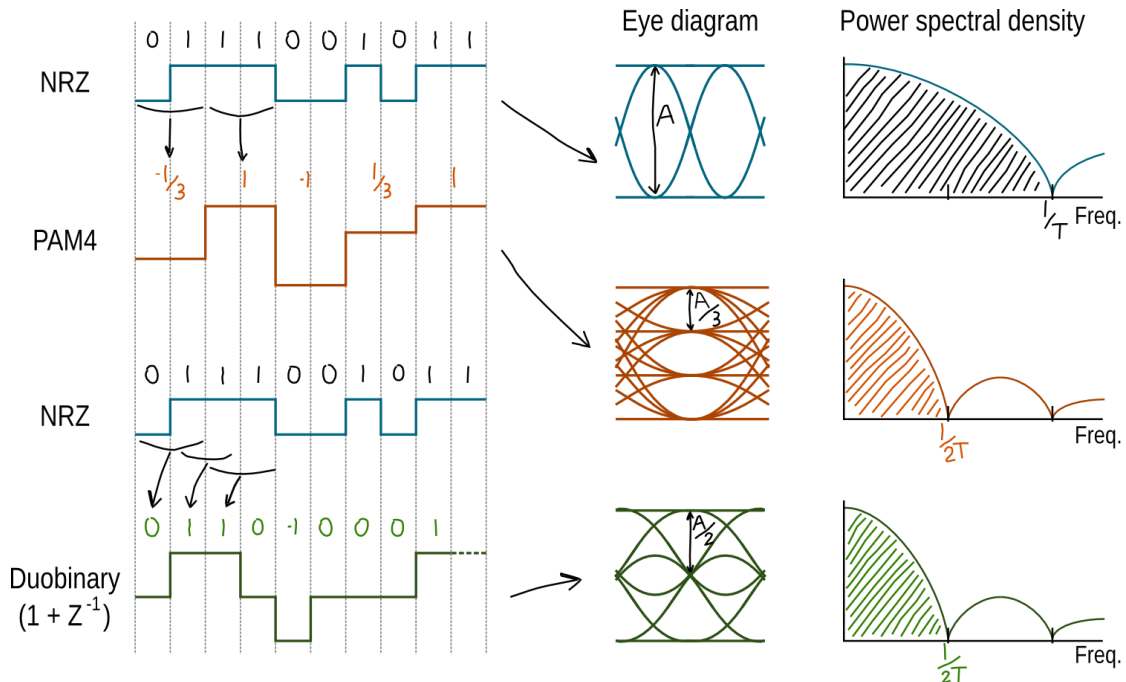 Eye diagram
Power spectral density
0 1 1 1 0 0 1 0 1 1
NRZ
A
1/T
Freq.
-1/3 1 -1 1/3 1
PAM4
A/3
1/2T
Freq.
0 1 1 1 0 0 1 0 1 1
NRZ
0 1 1 0 -1 0 0 0 1
Duobinary
(1 + Z⁻¹)
A/2
1/2T
Freq.